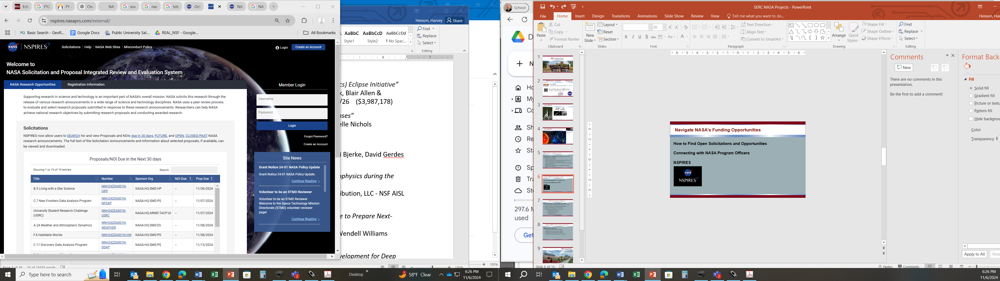 Ecli
FY2
FY
Cha
NAS
soa
nas
tota
Oct
NA
NAS
nspires.nasaprs.com/external/
Basic Search - GeoR...
Google Docs
Public University Sal...
REAL_NSF - Google...
All Bookmarks
NASA NSPIRES
Solicitations | Help | NASA Web Sites | Misconduct Policy
Login
Create an Account
Welcome to
NASA Solicitation and Proposal Integrated Review and Evaluation System
NASA Research Opportunities
Registration Information
Supporting research in science and technology is an important part of NASA's overall mission. NASA solicits this research through the
release of various research announcements in a wide range of science and technology disciplines. NASA uses a peer review process
to evaluate and select research proposals submitted in response to these research announcements. Researchers can help NASA
achieve national research objectives by submitting research proposals and conducting awarded research.
Solicitations
NSPIRES now allow users to SEARCH for and view Proposals and NOIs due in 30 days, FUTURE, and OPEN, CLOSED/PAST NASA
research announcements. The full text of the Solicitation Announcements and information about selected proposals, if available, can
be viewed and downloaded.
Proposals/NOI Due in the Next 30 days
Showing 1 to 19 of 19 entries
Search:
Title Number Sponsor Org NOI Due Prop Due
B.5 Living with a Star Science NNH24ZDA001N-LWS NASA:HQ:SMD:HP -- 11/06/2024
C.7 New Frontiers Data Analysis Program NNH24ZDA001N-NFDAP NASA:HQ:SMD:PS -- 11/07/2024
University Student Research Challenge (USRC) NNH24ZEA001N-USRC NASA:HQ:ARMD:TACP:UI -- 11/07/2024
A.24 Weather and Atmospheric Dynamics NNH24ZDA001N-WEATHER NASA:HQ:SMD:ES -- 11/08/2024
F.4 Habitable Worlds NNH24ZDA001N-HW NASA:HQ:SMD:PS -- 11/08/2024
C.11 Discovery Data Analysis Program NNH24ZDA001N-DDAP NASA:HQ:SMD:PS -- 11/13/2024
Member Login
Username
Password
Login
Forgot Password?
Create an Account
Site News
Grant Notice 24-01 NASA Policy Update
Grant Notice 24-01 NASA Policy Update
Continue Reading
Volunteer to be an STMD Reviewer
Volunteer to be an STMD Reviewer
Welcome to the Space Technology Mission
Directorate (STMD) volunteer reviewer
page!
Continue Reading
Henson, Harvey
Share
AaBbC AaBbCcD AaBbCcDd
Style1 Style2 ¶ No Spac...
Find
Replace
Select
Editing
6 7
cs) Eclipse Initiative”
k, Blair Allen &
/26 ($3,987,178)
oses”
elle Nichols
i Bjerke, David Gerdes
ophysics during the
ibution, LLC - NSF AISL
e to Prepare Next-
Wendell Williams
velopment for Deep
Page 5 of 49 20 of 18330 words
150%
100%
School
297.6 M
used
Get
SERC NASA Projects - PowerPoint
Henson, Har
File Home Insert Design Transitions Animations Slide Show Review View Tell me what you want to do...
Paste
Cut
Copy
Format Painter
Clipboard
New Slide
Layout
Reset
Section
Slides
28
Font
Text Direction
Align Text
Convert to SmartArt
Paragraph
Arrange
Quick Styles
Shape Fill
Shape Outline
Shape Effects
Drawing
Find
Replace
Select
Editing
1
2
3
4
5
6
7
8
9
Navigate NASA’s Funding Opportunities
How to Find Open Solicitations and Opportunities
Connecting with NASA Program Officers
NSPIRES
NASA
NSPIRES
Comments
New
There are no comments in this
presentation.
Be the first to add a comment!
Format Back
Fill
Solid fill
Gradient fill
Picture or textu
Pattern fill
Hide backgrou
Color
Transparency
Apply to All
Rese
Slide 6 of 10
Notes
Comments
Type here to search
Desktop
58°F Clear
6:26 PM
11/6/2024
6:26 PM
11/6/2024